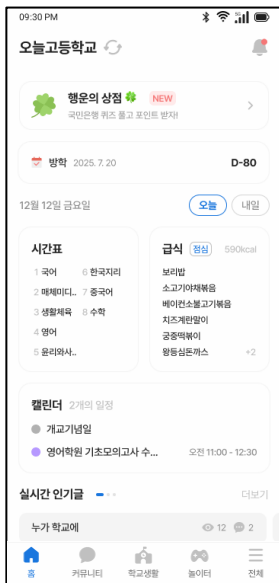 09:30 PM
오늘고등학교
행운의 상점 🍀 NEW
국민은행 퀴즈 풀고 포인트 받자!
방학 2025. 7. 20 D-80
12월 12일 금요일 오늘 내일
시간표
1 국어 6 한국지리
2 매체미디.. 7 중국어
3 생활체육 8 수학
4 영어
5 윤리와사..
급식 점심 590kcal
보리밥
소고기야채볶음
베이컨소불고기볶음
치즈계란말이
궁중떡볶이
왕등심돈까스 +2
캘린더 2개의 일정
개교기념일
영어학원 기초모의고사 수... 오전 11:00 - 12:30
실시간 인기글 더보기
누가 학교에 12 2
홈 커뮤니티 학교생활 놀이터 전체